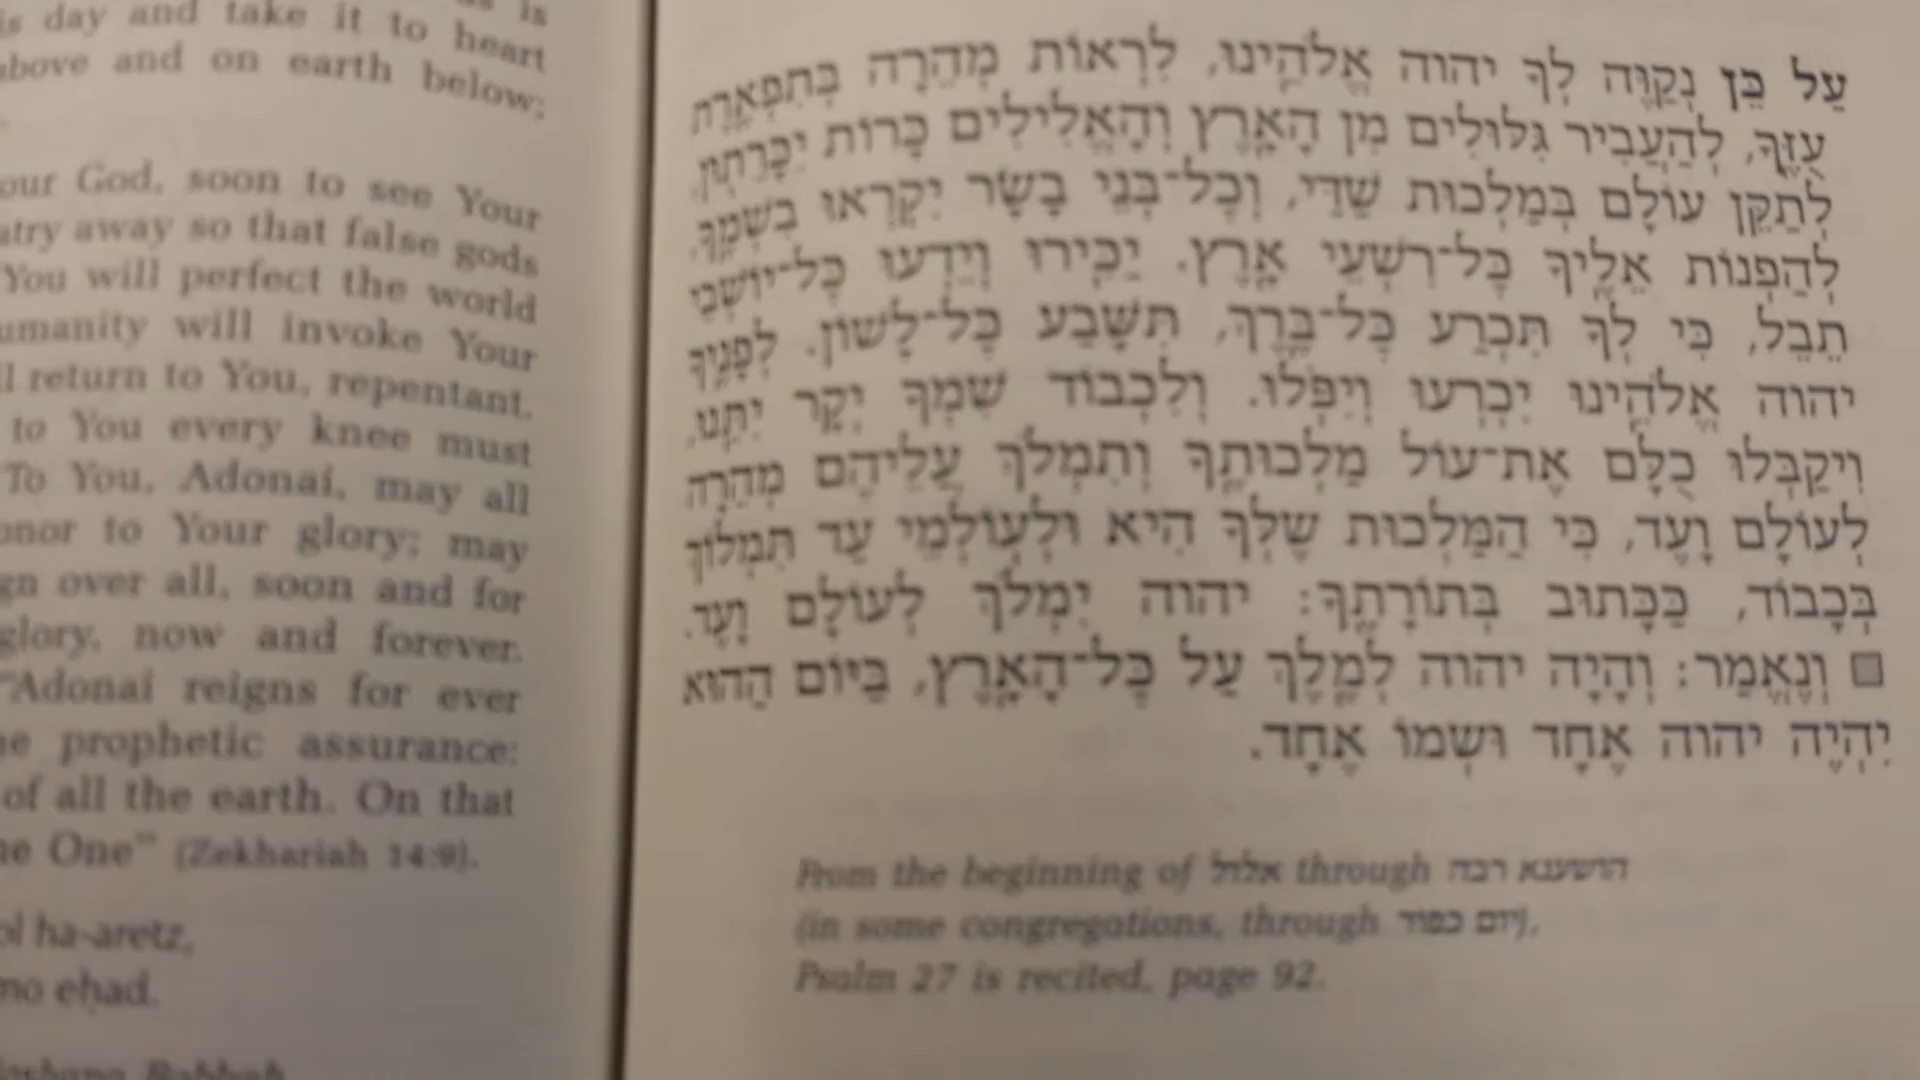 is
is day and take it to heart
above and on earth below;
our God, soon to see Your
atry away so that false gods
You will perfect the world
umanity will invoke Your
l return to You, repentant.
to You every knee must
To You, Adonai, may all
onor to Your glory; may
gn over all, soon and for
glory, now and forever.
"Adonai reigns for ever
he prophetic assurance:
of all the earth. On that
ne One" (Zekhariah 14:9).
ol ha-aretz,
mo eḥad.
Rabbah
עַל כֵּן נְקַוֶּה לְּךָ יהוה אֱלֹהֵֽינוּ, לִרְאוֹת מְהֵרָה בְּתִפְאֶֽרֶת
עֻזֶּֽךָ, לְהַעֲבִיר גִּלּוּלִים מִן הָאָֽרֶץ וְהָאֱלִילִים כָּרוֹת יִכָּרֵתוּן,
לְתַקֵּן עוֹלָם בְּמַלְכוּת שַׁדַּי, וְכׇל־בְּנֵי בָשָׂר יִקְרְאוּ בִשְׁמֶֽךָ,
לְהַפְנוֹת אֵלֶֽיךָ כׇּל־רִשְׁעֵי אָֽרֶץ. יַכִּֽירוּ וְיֵדְעוּ כׇּל־יוֹשְׁבֵי
תֵבֵל, כִּי לְךָ תִּכְרַע כׇּל־בֶּֽרֶךְ, תִּשָּׁבַע כׇּל־לָשׁוֹן. לְפָנֶֽיךָ
יהוה אֱלֹהֵֽינוּ יִכְרְעוּ וְיִפֹּֽלוּ. וְלִכְבוֹד שִׁמְךָ יְקָר יִתֵּֽנוּ,
וִיקַבְּלוּ כֻלָּם אֶת־עוֹל מַלְכוּתֶֽךָ וְתִמְלֹךְ עֲלֵיהֶם מְהֵרָה
לְעוֹלָם וָעֶד, כִּי הַמַּלְכוּת שֶׁלְּךָ הִיא וּלְעֽוֹלְמֵי עַד תִּמְלוֹךְ
בְּכָבוֹד, כַּכָּתוּב בְּתוֹרָתֶֽךָ: יהוה יִמְלֹךְ לְעוֹלָם וָעֶד.
וְנֶאֱמַר: וְהָיָה יהוה לְמֶֽלֶךְ עַל כׇּל־הָאָֽרֶץ, בַּיּוֹם הַהוּא
יִהְיֶה יהוה אֶחָד וּשְׁמוֹ אֶחָד.
From the beginning of אלול through הושענא רבה
(in some congregations, through יום כפור),
Psalm 27 is recited, page 92.